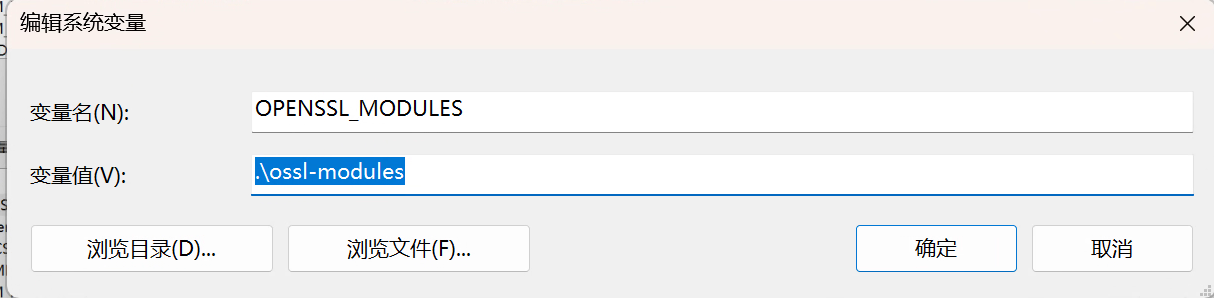 编辑系统变量
变量名(N):
OPENSSL_MODULES
变量值(V):
.\ossl-modules
浏览目录(D)...
浏览文件(F)...
确定
取消